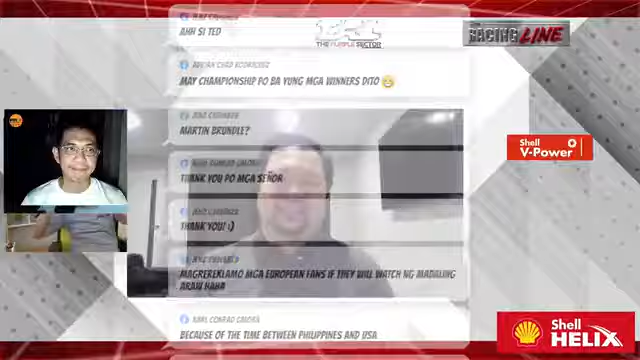 AHH SI TED
THE PURPLE SECTOR
RACING LINE
MAY CHAMPIONSHIP PO BA YUNG MGA WINNERS DITO
MARTIN BRUNDLE?
THANK YOU PO MGA SEÑOR
THANK YOU! :)
MAGREREKLAMO MGA EUROPEAN FANS IF THEY WILL WATCH NG MADALING
ARAW HAHA
BECAUSE OF THE TIME BETWEEN PHILIPPINES AND USA
Shell
V-Power
Shell
HELIX